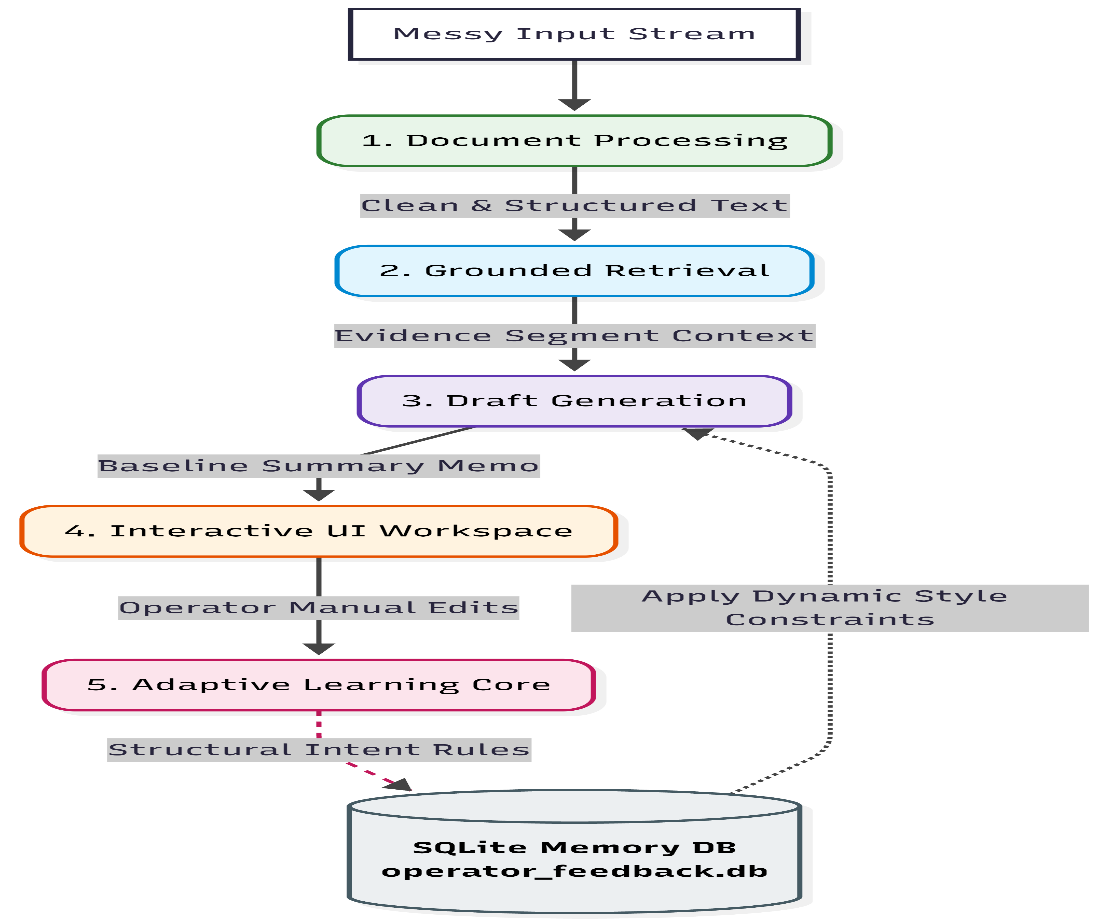 Messy Input Stream
1. Document Processing
Clean & Structured Text
2. Grounded Retrieval
Evidence Segment Context
3. Draft Generation
Baseline Summary Memo
4. Interactive UI Workspace
Operator Manual Edits
Apply Dynamic Style
Constraints
5. Adaptive Learning Core
Structural Intent Rules
SQLite Memory DB
operator_feedback.db